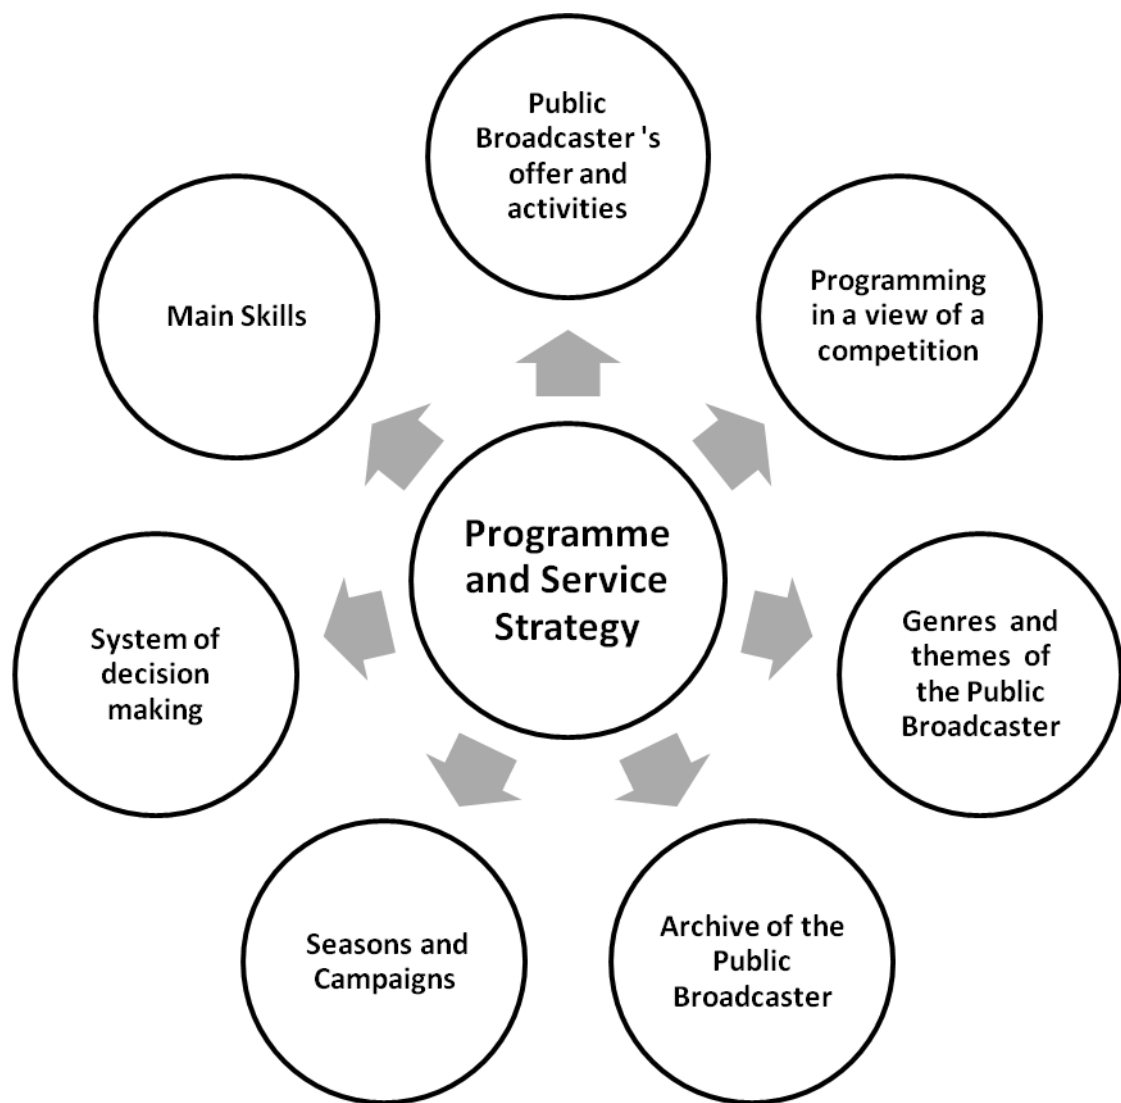 Public
Broadcaster 's
offer and
activities
Programming
in a view of a
competition
Main Skills
Programme
and Service
Strategy
Genres and
themes of
the Public
Broadcaster
System of
decision
making
Archive of the
Public
Broadcaster
Seasons and
Campaigns